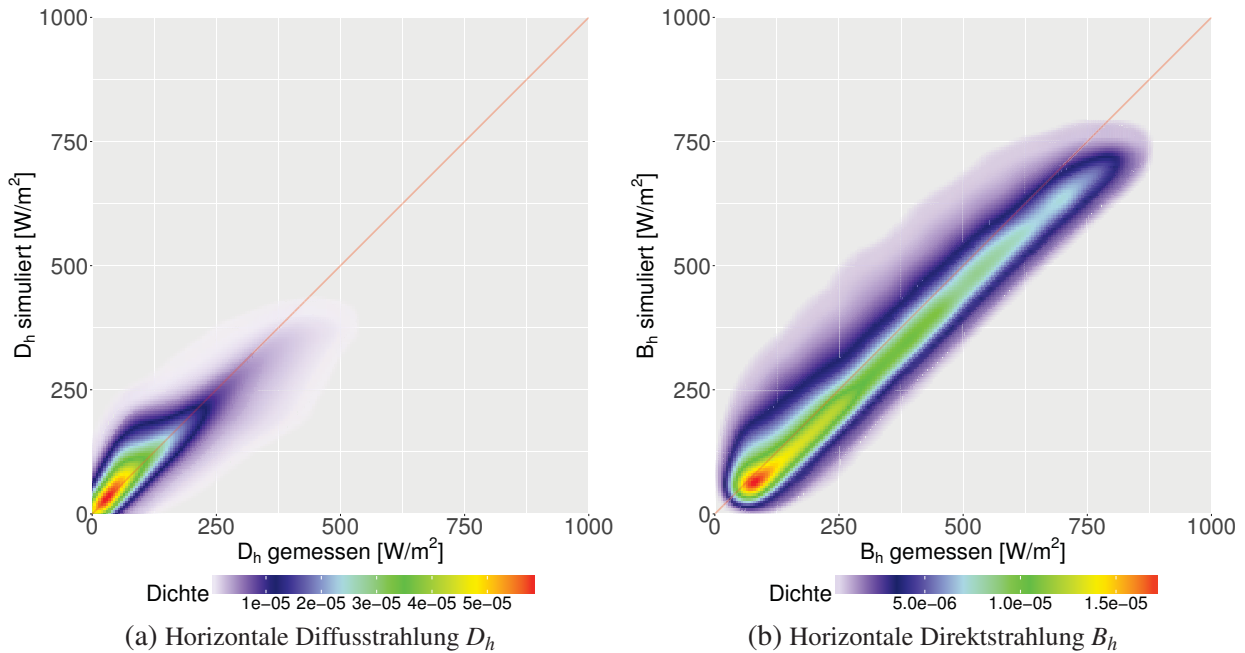 1000
750
500
250
0
D_h simuliert [W/m²]
0 250 500 750 1000
D_h gemessen [W/m²]
Dichte
1e-05 2e-05 3e-05 4e-05 5e-05
(a) Horizontale Diffusstrahlung D_h
1000
750
500
250
0
B_h simuliert [W/m²]
0 250 500 750 1000
B_h gemessen [W/m²]
Dichte
5.0e-06 1.0e-05 1.5e-05
(b) Horizontale Direktstrahlung B_h